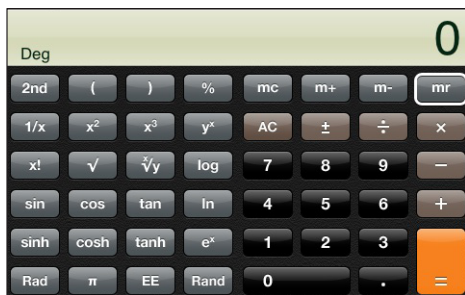 0
Deg
2nd ( ) % mc m+ m- mr
1/x x² x³ yˣ AC ± ÷ ×
x! √ ˣ√y log 7 8 9 −
sin cos tan ln 4 5 6 +
sinh cosh tanh eˣ 1 2 3
Rad π EE Rand 0 . =